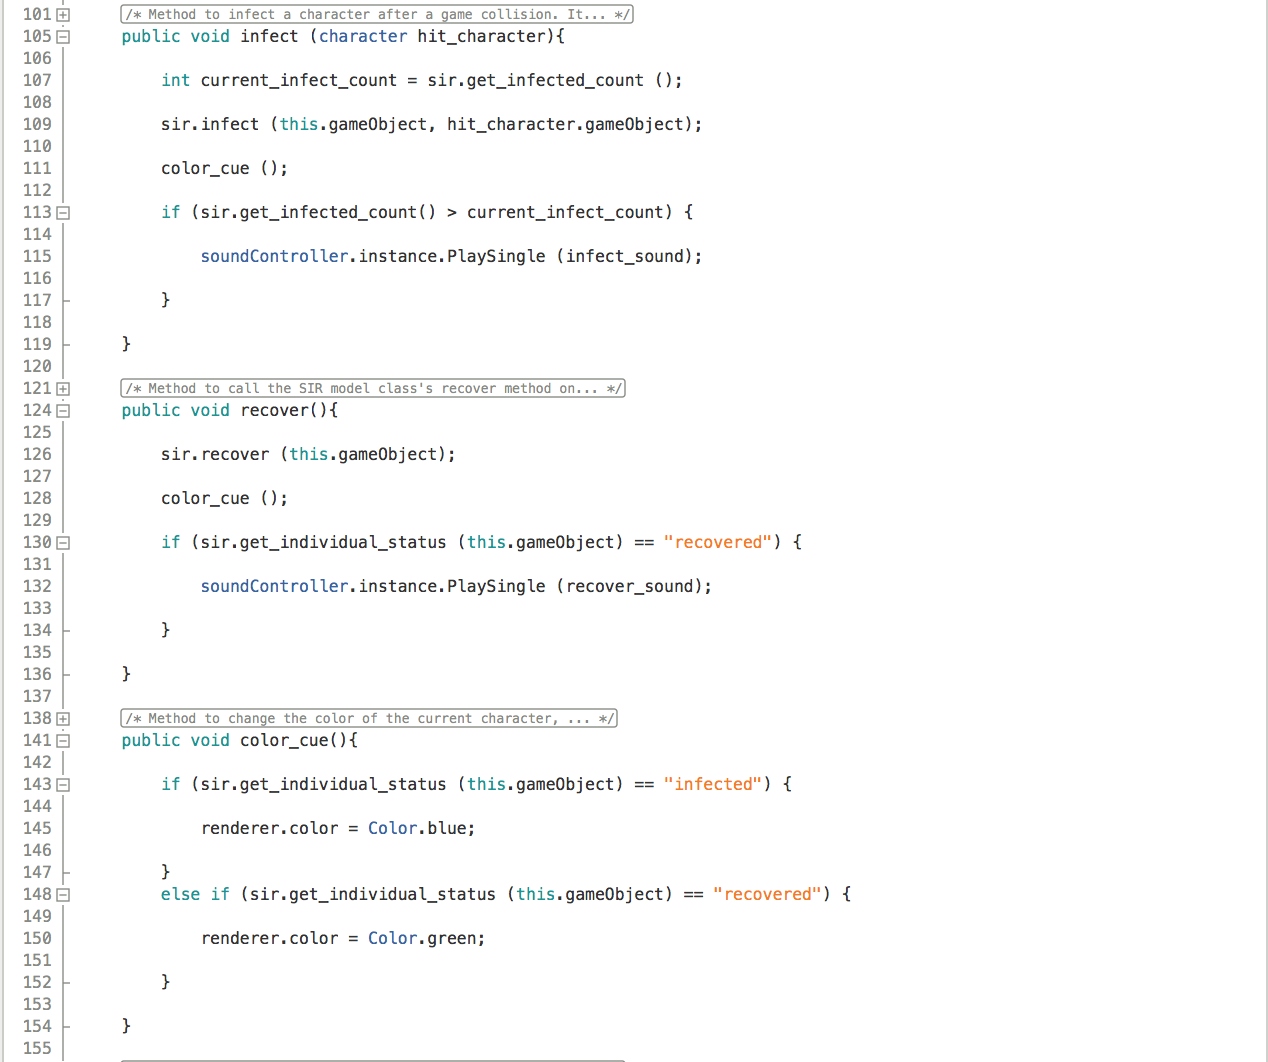 101 /* Method to infect a character after a game collision. It... */
105 public void infect (character hit_character){
106
107 int current_infect_count = sir.get_infected_count ();
108
109 sir.infect (this.gameObject, hit_character.gameObject);
110
111 color_cue ();
112
113 if (sir.get_infected_count() > current_infect_count) {
114
115 soundController.instance.PlaySingle (infect_sound);
116
117 }
118
119 }
120
121 /* Method to call the SIR model class's recover method on... */
124 public void recover(){
125
126 sir.recover (this.gameObject);
127
128 color_cue ();
129
130 if (sir.get_individual_status (this.gameObject) == "recovered") {
131
132 soundController.instance.PlaySingle (recover_sound);
133
134 }
135
136 }
137
138 /* Method to change the color of the current character, ... */
141 public void color_cue(){
142
143 if (sir.get_individual_status (this.gameObject) == "infected") {
144
145 renderer.color = Color.blue;
146
147 }
148 else if (sir.get_individual_status (this.gameObject) == "recovered") {
149
150 renderer.color = Color.green;
151
152 }
153
154 }
155